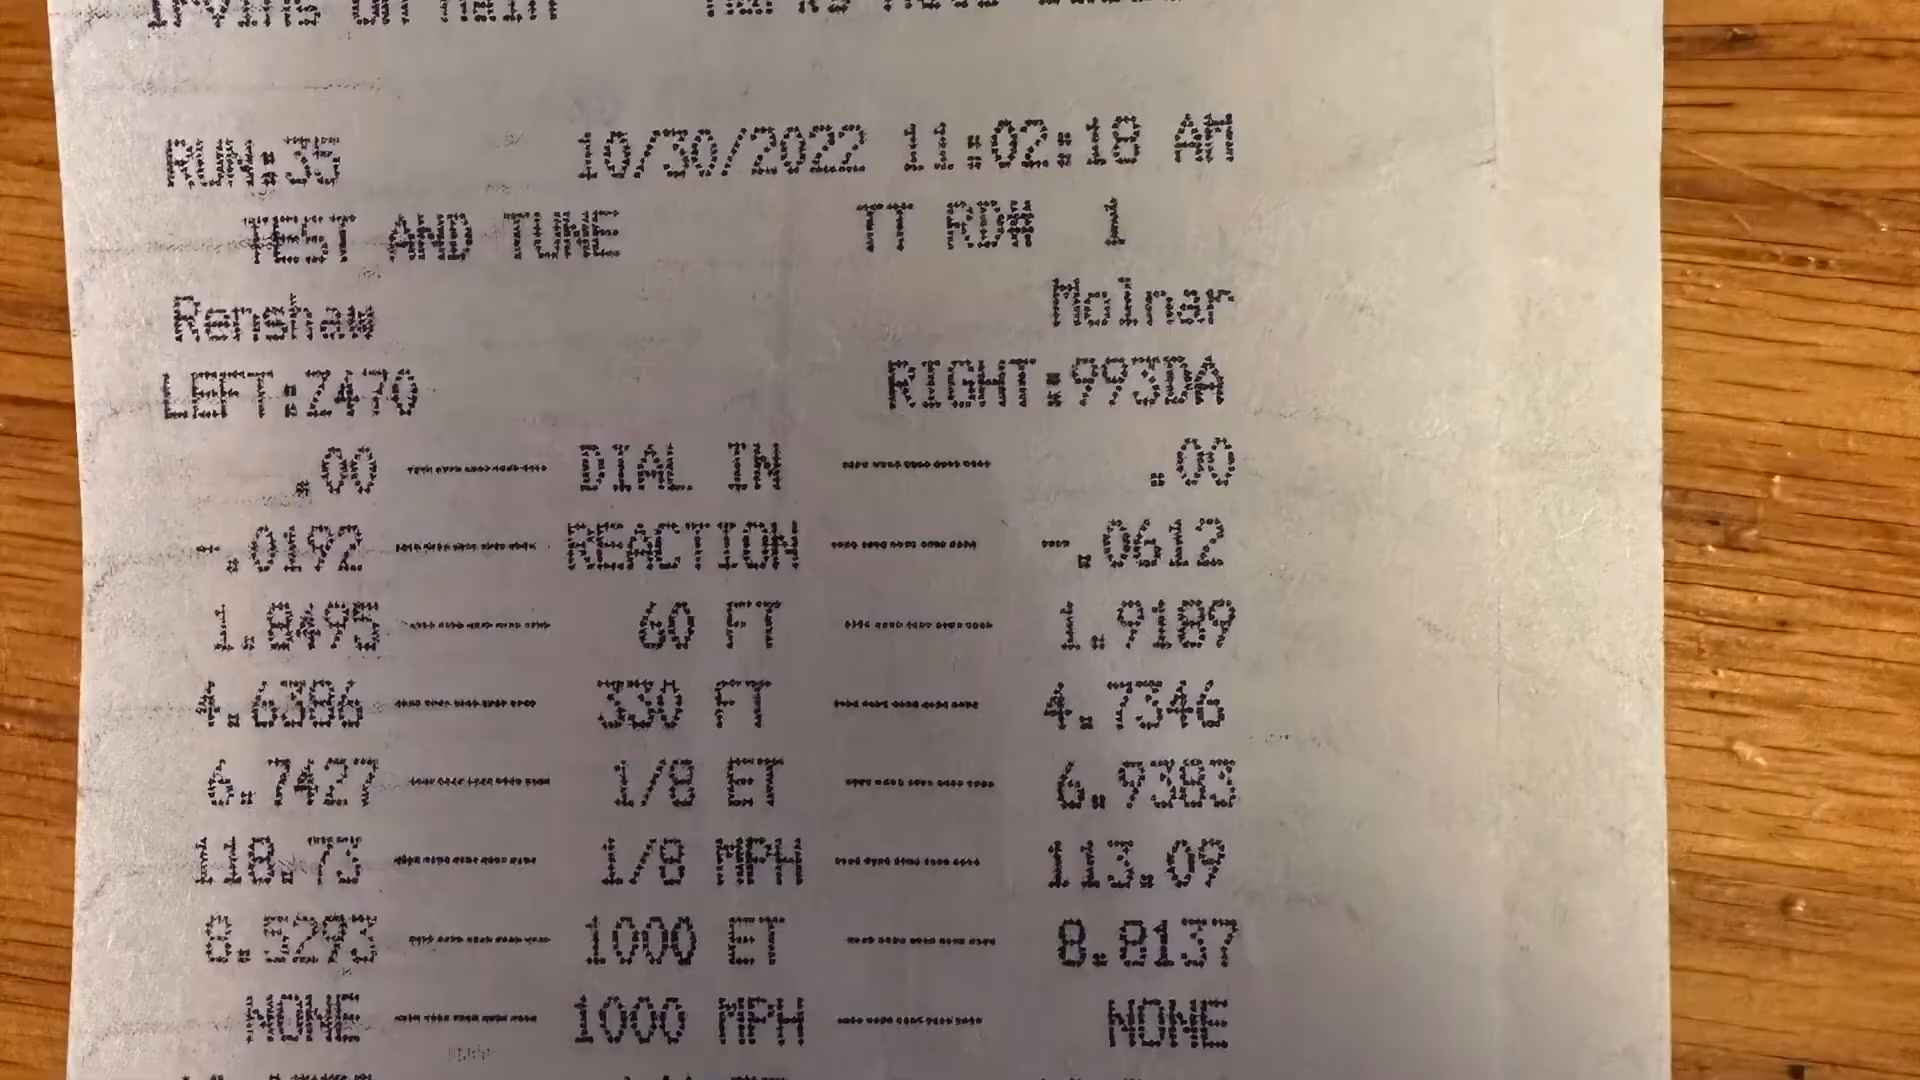 RUN:35 10/30/2022 11:02:18 AM
TEST AND TUNE TT RUN 1
Renshaw Molnar
LEFT:2470 RIGHT:993DA
.00 DIAL IN .00
-.0192 REACTION -.0612
1.8495 60 FT 1.9189
4.6386 330 FT 4.7346
6.7427 1/8 ET 6.9383
118.73 1/8 MPH 113.09
8.5293 1000 ET 8.8137
NONE 1000 MPH NONE